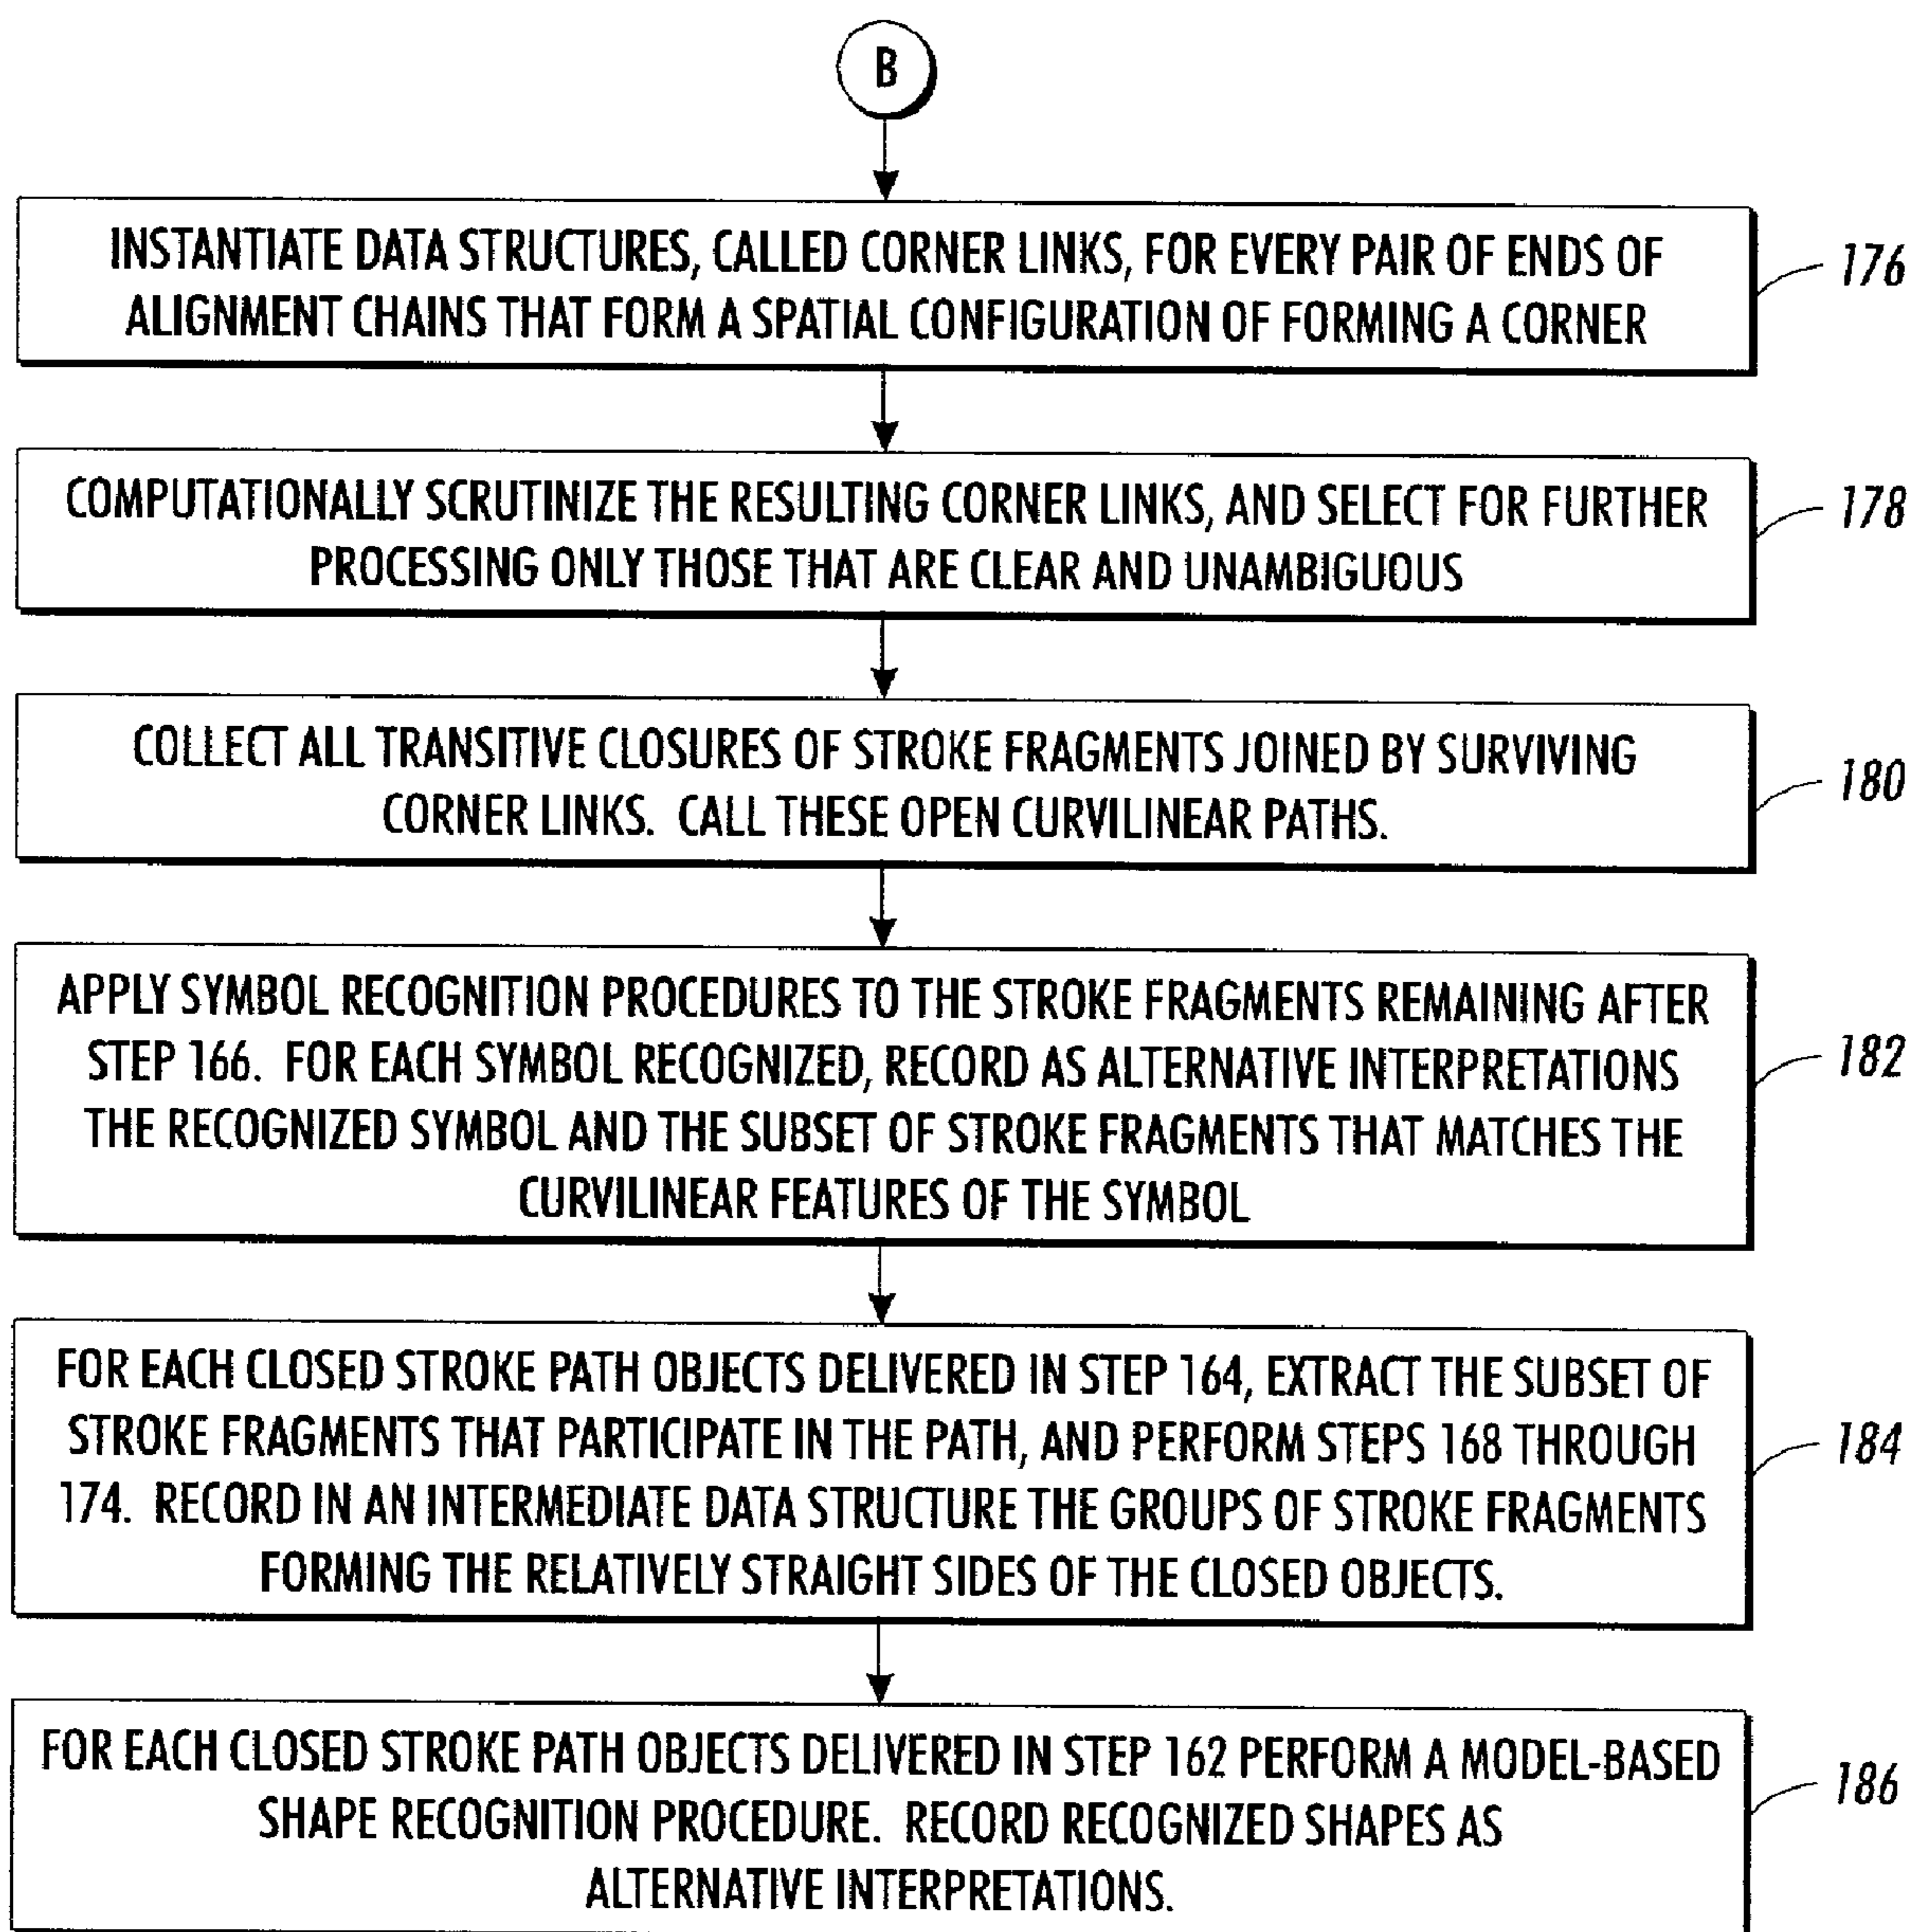 B
INSTANTIATE DATA STRUCTURES, CALLED CORNER LINKS, FOR EVERY PAIR OF ENDS OF
ALIGNMENT CHAINS THAT FORM A SPATIAL CONFIGURATION OF FORMING A CORNER
176
COMPUTATIONALLY SCRUTINIZE THE RESULTING CORNER LINKS, AND SELECT FOR FURTHER
PROCESSING ONLY THOSE THAT ARE CLEAR AND UNAMBIGUOUS
178
COLLECT ALL TRANSITIVE CLOSURES OF STROKE FRAGMENTS JOINED BY SURVIVING
CORNER LINKS. CALL THESE OPEN CURVILINEAR PATHS.
180
APPLY SYMBOL RECOGNITION PROCEDURES TO THE STROKE FRAGMENTS REMAINING AFTER
STEP 166. FOR EACH SYMBOL RECOGNIZED, RECORD AS ALTERNATIVE INTERPRETATIONS
THE RECOGNIZED SYMBOL AND THE SUBSET OF STROKE FRAGMENTS THAT MATCHES THE
CURVILINEAR FEATURES OF THE SYMBOL
182
FOR EACH CLOSED STROKE PATH OBJECTS DELIVERED IN STEP 164, EXTRACT THE SUBSET OF
STROKE FRAGMENTS THAT PARTICIPATE IN THE PATH, AND PERFORM STEPS 168 THROUGH
174. RECORD IN AN INTERMEDIATE DATA STRUCTURE THE GROUPS OF STROKE FRAGMENTS
FORMING THE RELATIVELY STRAIGHT SIDES OF THE CLOSED OBJECTS.
184
FOR EACH CLOSED STROKE PATH OBJECTS DELIVERED IN STEP 162 PERFORM A MODEL-BASED
SHAPE RECOGNITION PROCEDURE. RECORD RECOGNIZED SHAPES AS
ALTERNATIVE INTERPRETATIONS.
186